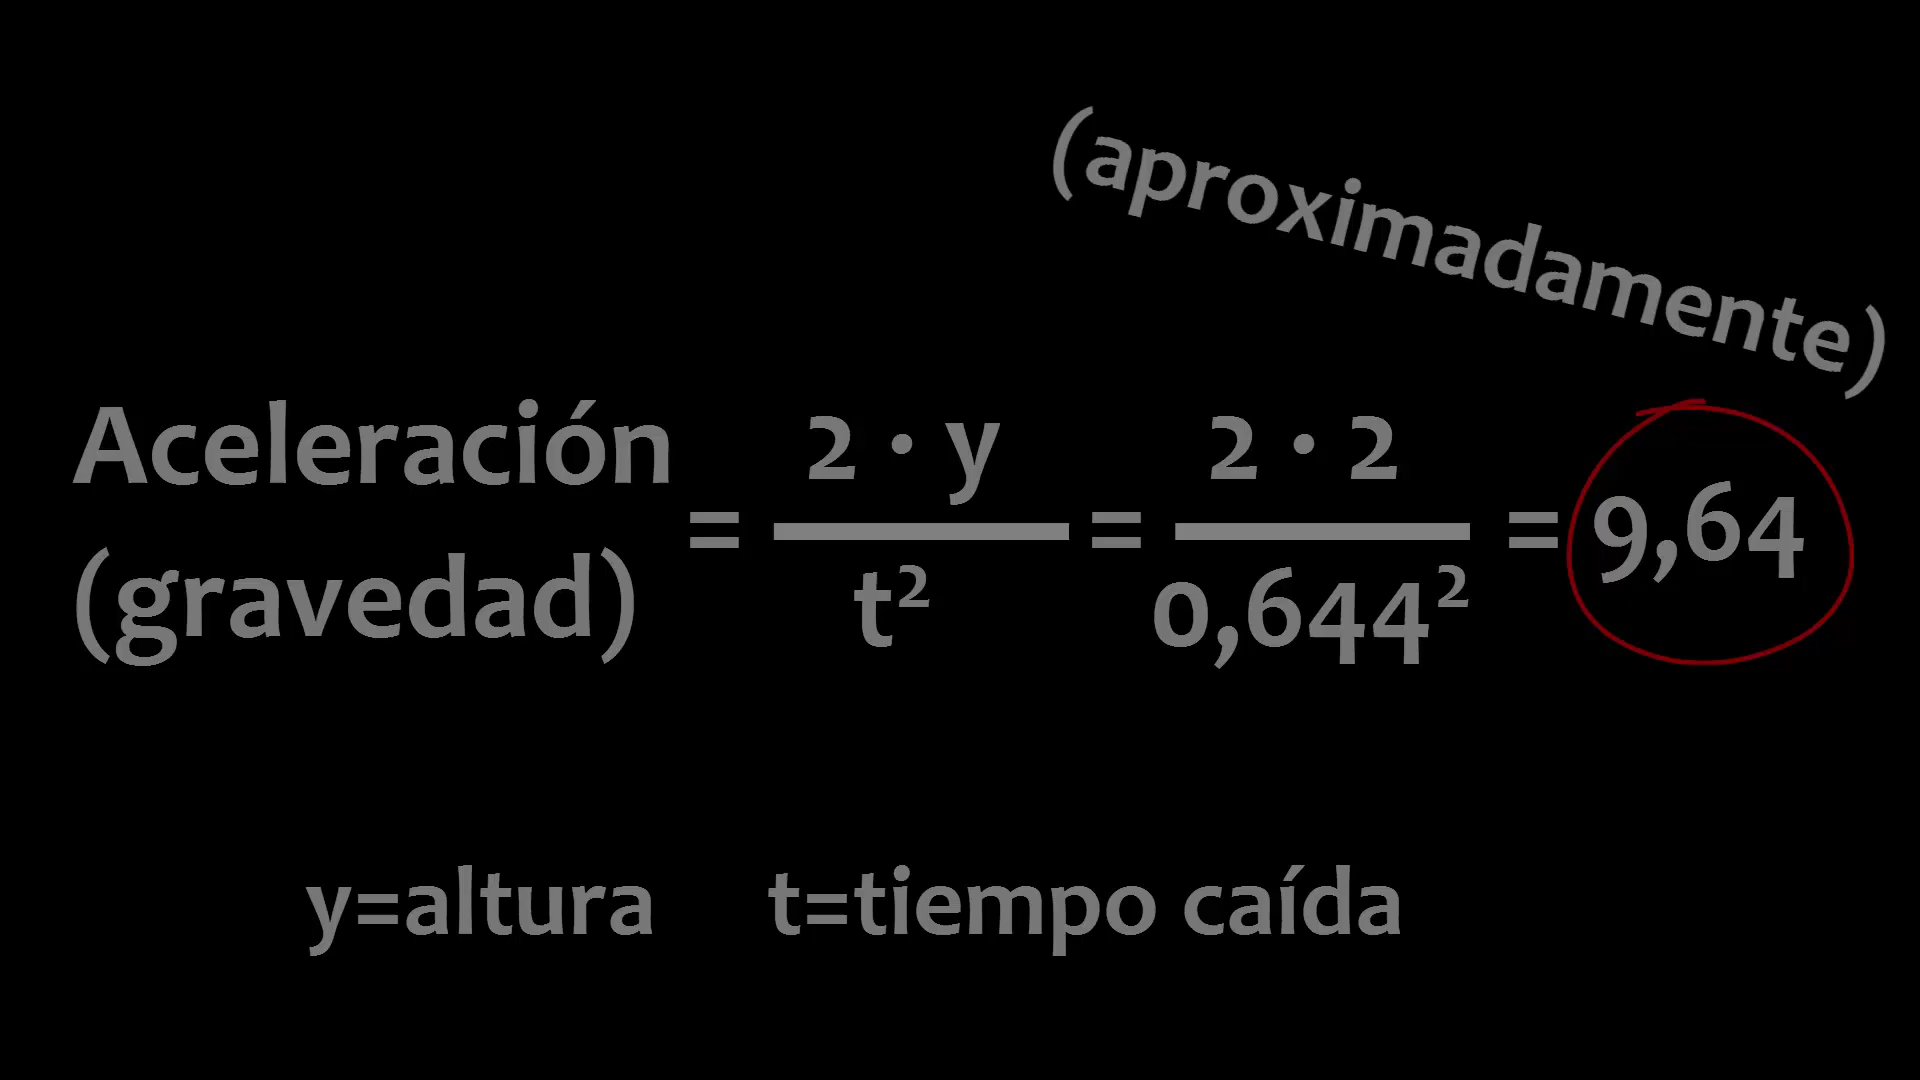 (aproximadamente)
Aceleración
(gravedad)
= 2 · y / t² = 2 · 2 / 0,644² = 9,64
y=altura t=tiempo caída